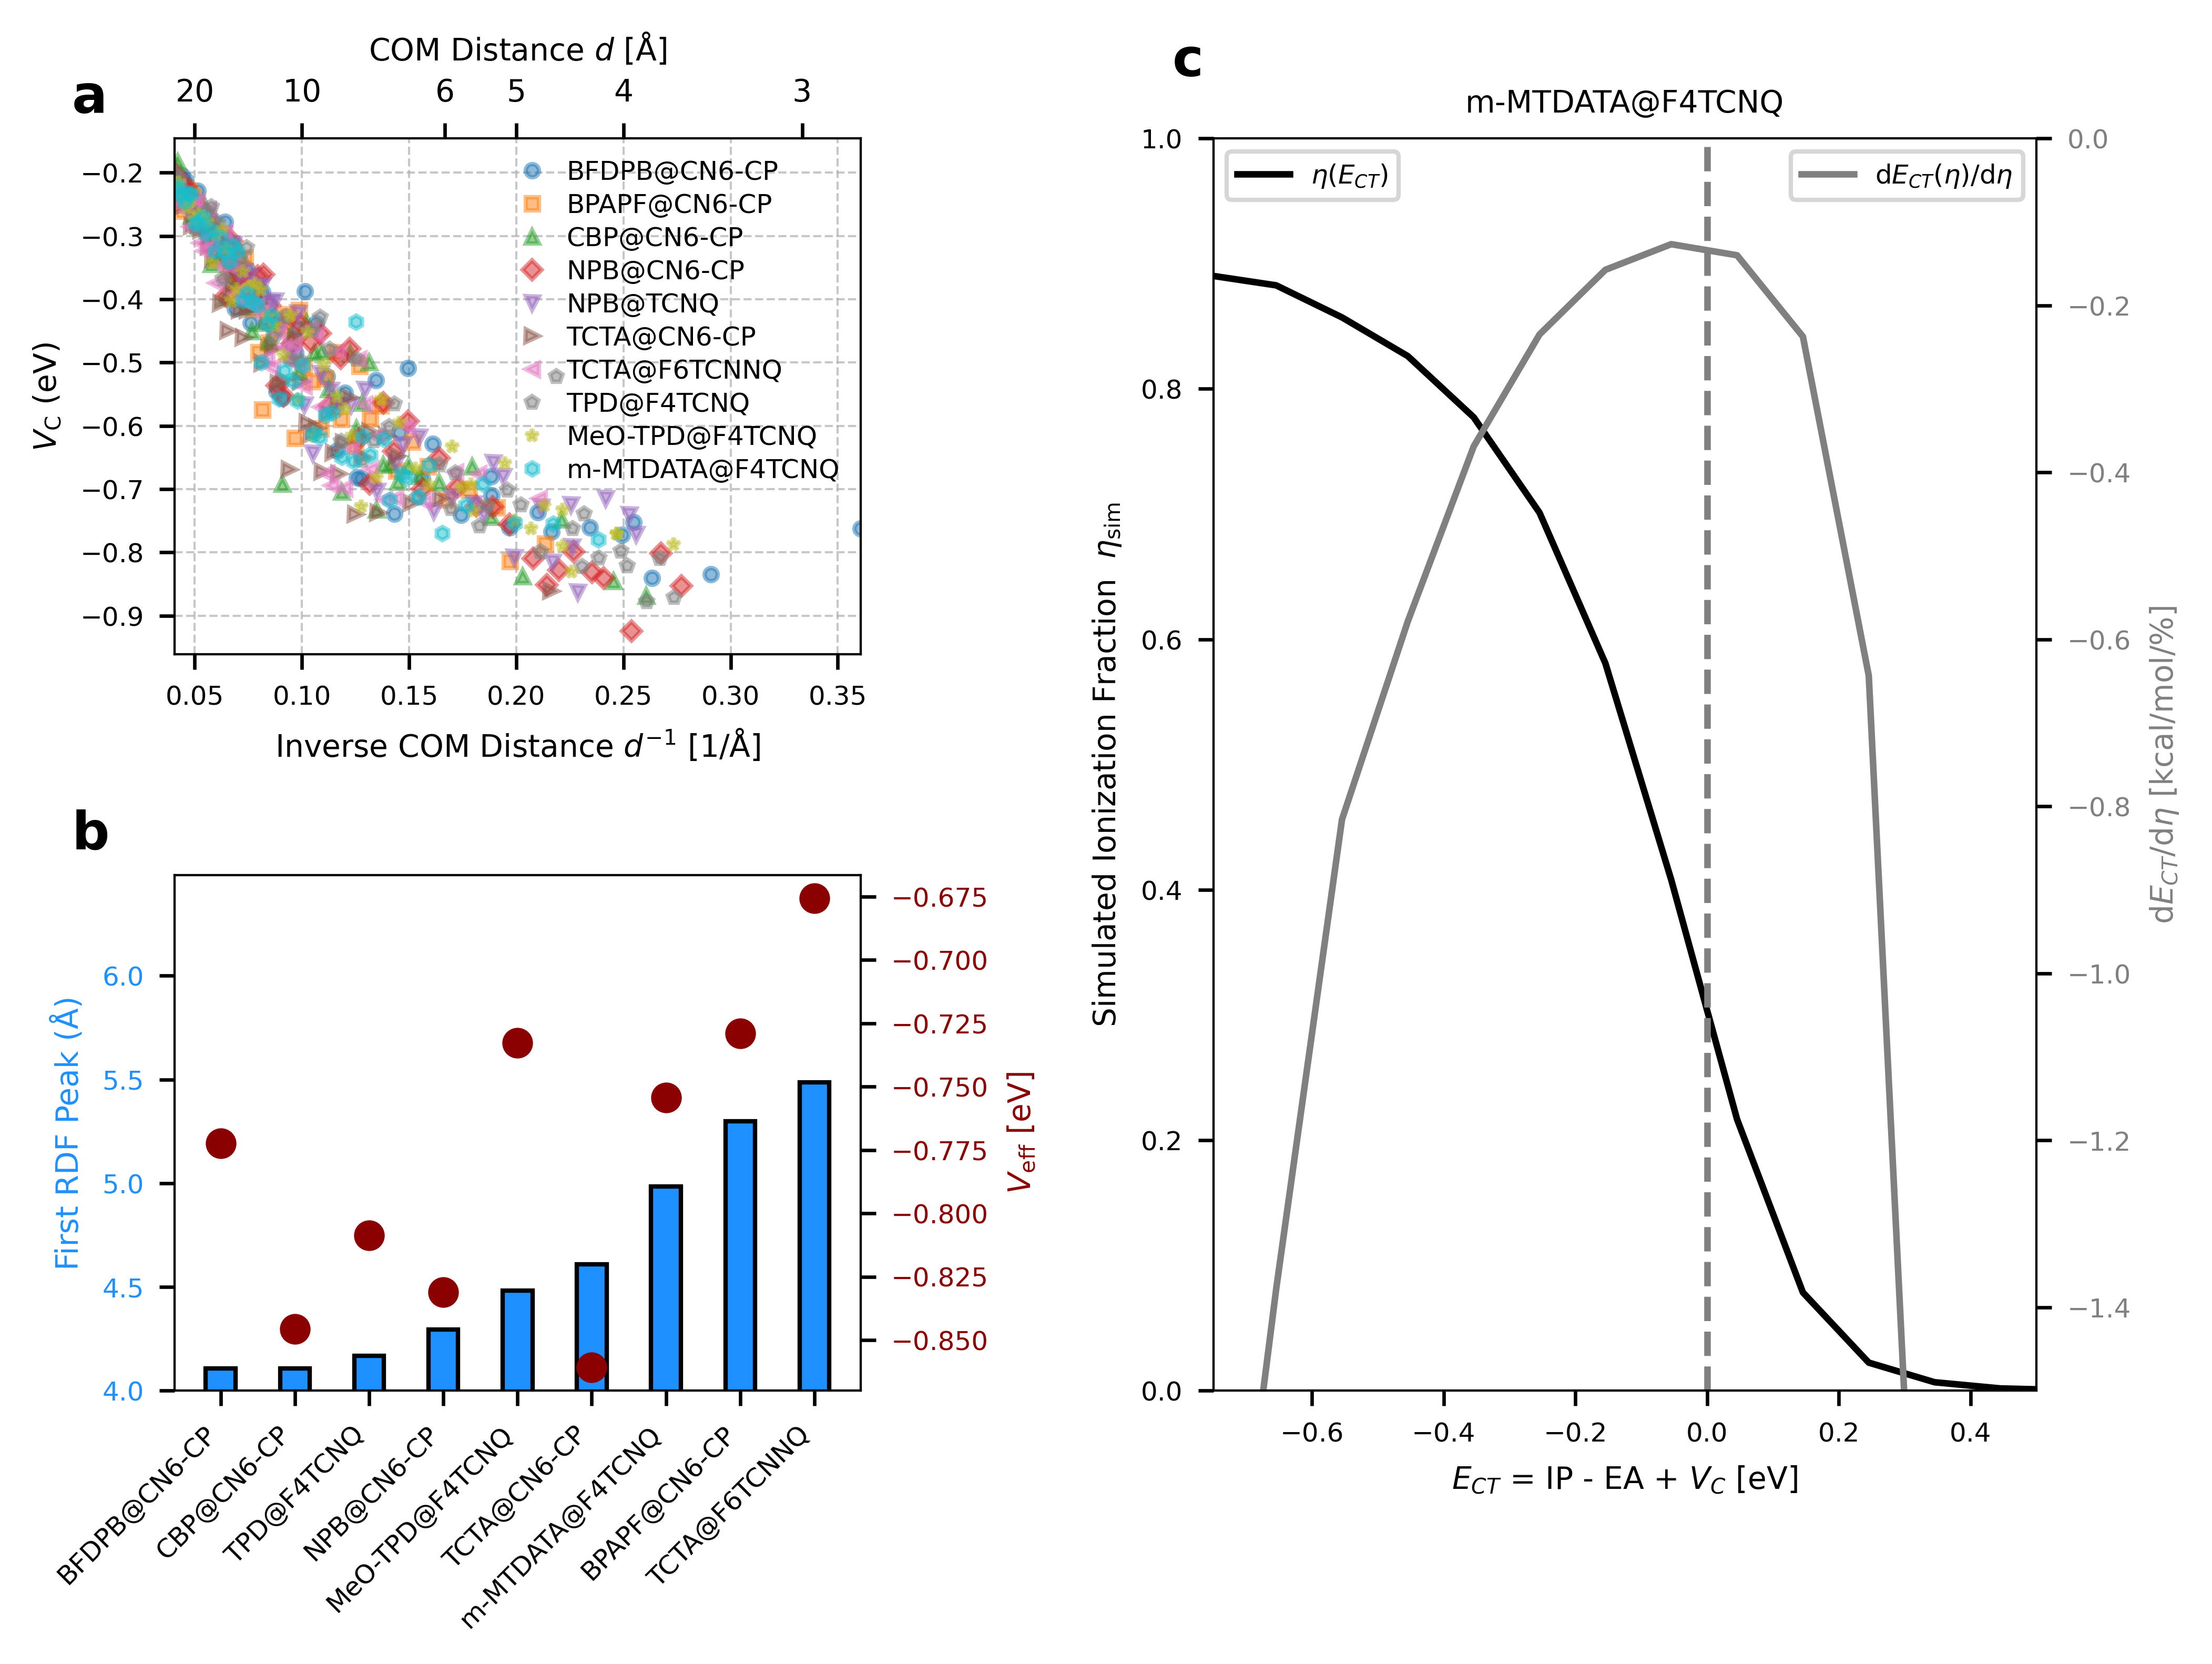 a
COM Distance d [Å]
20 10 6 5 4 3
V_C (eV)
−0.2
−0.3
−0.4
−0.5
−0.6
−0.7
−0.8
−0.9
BFDPB@CN6-CP
BPAPF@CN6-CP
CBP@CN6-CP
NPB@CN6-CP
NPB@TCNQ
TCTA@CN6-CP
TCTA@F6TCNNQ
TPD@F4TCNQ
MeO-TPD@F4TCNQ
m-MTDATA@F4TCNQ
0.05 0.10 0.15 0.20 0.25 0.30 0.35
Inverse COM Distance d⁻¹ [1/Å]
b
First RDF Peak (Å)
6.0
5.5
5.0
4.5
4.0
−0.675
−0.700
−0.725
−0.750
−0.775
−0.800
−0.825
−0.850
V_eff [eV]
BFDPB@CN6-CP
CBP@CN6-CP
TPD@F4TCNQ
NPB@CN6-CP
MeO-TPD@F4TCNQ
TCTA@CN6-CP
m-MTDATA@F4TCNQ
BPAPF@CN6-CP
TCTA@F6TCNNQ
c
m-MTDATA@F4TCNQ
η(E_CT)
dE_CT(η)/dη
Simulated Ionization Fraction η_sim
1.0
0.8
0.6
0.4
0.2
0.0
0.0
−0.2
−0.4
−0.6
−0.8
−1.0
−1.2
−1.4
dE_CT/dη [kcal/mol/%]
−0.6 −0.4 −0.2 0.0 0.2 0.4
E_CT = IP - EA + V_C [eV]